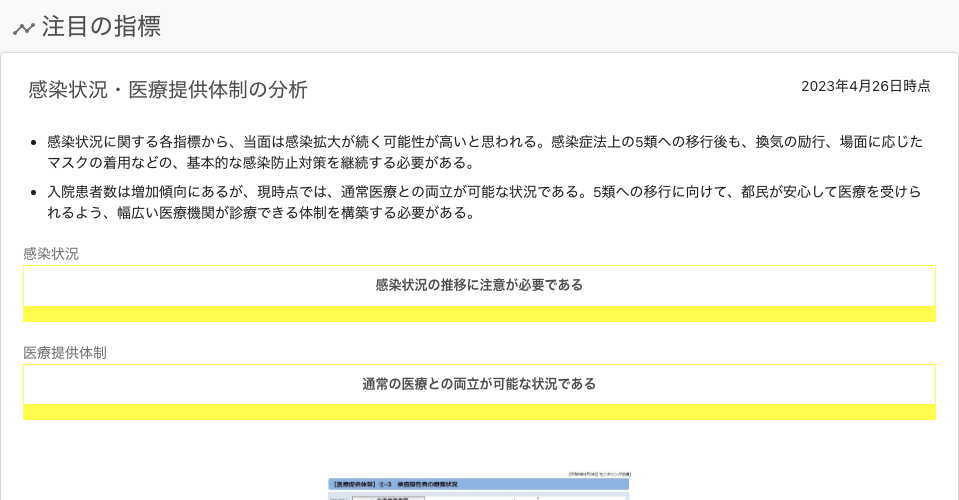 注目の指標
感染状況・医療提供体制の分析
2023年4月26日時点
感染状況に関する各指標から、当面は感染拡大が続く可能性が高いと思われる。感染症法上の5類への移行後も、換気の励行、場面に応じた
マスクの着用などの、基本的な感染防止対策を継続する必要がある。
入院患者数は増加傾向にあるが、現時点では、通常医療との両立が可能な状況である。5類への移行に向けて、都民が安心して医療を受けら
れるよう、幅広い医療機関が診療できる体制を構築する必要がある。
感染状況
感染状況の推移に注意が必要である
医療提供体制
通常の医療との両立が可能な状況である
【医療提供体制】⑤-3 検査陽性者の療養状況